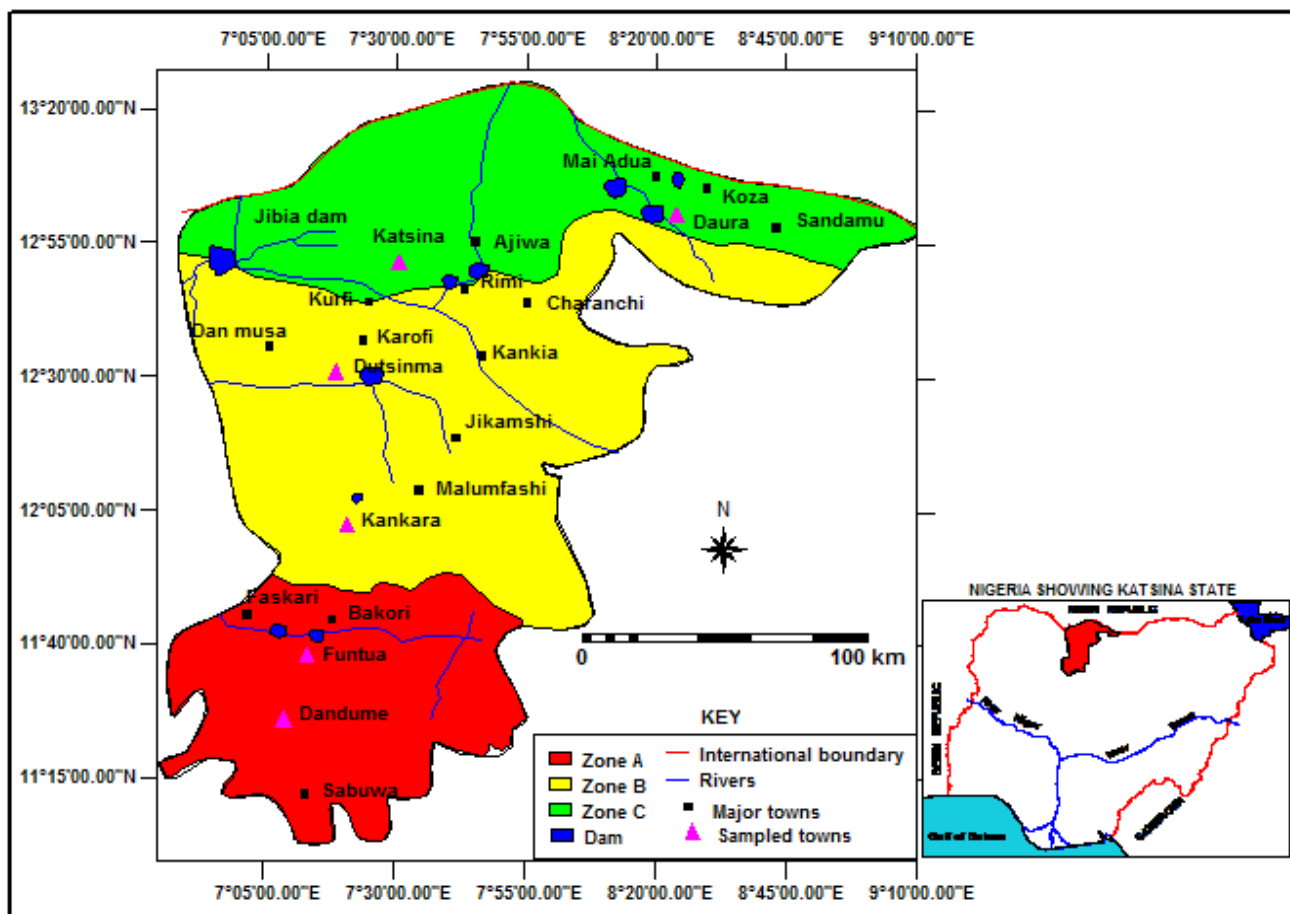 7°05'00.00"E 7°30'00.00"E 7°55'00.00"E 8°20'00.00"E 8°45'00.00"E 9°10'00.00"E
13°20'00.00"N
12°55'00.00"N
12°30'00.00"N
12°05'00.00"N
11°40'00.00"N
11°15'00.00"N
Mai Adua
Koza
Jibia dam
Daura
Sandamu
Katsina
Ajiwa
Rimi
Kurfi
Charanchi
Dan musa
Karofi
Kankia
Dutsinma
Jikamshi
Malumfashi
Kankara
Faskari
Bakori
Funtua
Dandume
Sabuwa
N
0 100 km
KEY
Zone A
Zone B
Zone C
Dam
International boundary
Rivers
Major towns
Sampled towns
7°05'00.00"E 7°30'00.00"E 7°55'00.00"E 8°20'00.00"E 8°45'00.00"E 9°10'00.00"E
NIGERIA SHOWING KATSINA STATE
REPUBLIC
REPUBLIC
Gulf of Guinea